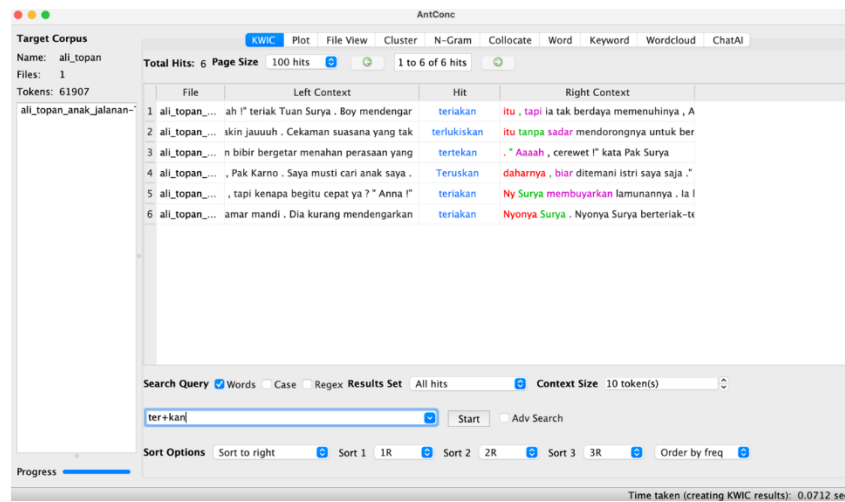 AntConc
Target Corpus
Name: ali_topan
Files: 1
Tokens: 61907
ali_topan_anak_jalanan-
Progress
KWIC Plot File View Cluster N-Gram Collocate Word Keyword Wordcloud ChatAI
Total Hits: 6 Page Size 100 hits 1 to 6 of 6 hits
File Left Context Hit Right Context
1 ali_topan_... ah !" teriak Tuan Surya . Boy mendengar teriakan itu , tapi ia tak berdaya memenuhinya , A
2 ali_topan_... akin jauuuh . Cekaman suasana yang tak terlukiskan itu tanpa sadar mendorongnya untuk ber
3 ali_topan_... n bibir bergetar menahan perasaan yang tertekan . " Aaaah , cerewet !" kata Pak Surya
4 ali_topan_... , Pak Karno . Saya musti cari anak saya . Teruskan daharnya , biar ditemani istri saya saja ."
5 ali_topan_... , tapi kenapa begitu cepat ya ? " Anna !" teriakan Ny Surya membuyarkan lamunannya . Ia l
6 ali_topan_... amar mandi . Dia kurang mendengarkan teriakan Nyonya Surya . Nyonya Surya berteriak-te
Search Query Words Case Regex Results Set All hits Context Size 10 token(s)
ter+kan Start Adv Search
Sort Options Sort to right Sort 1 1R Sort 2 2R Sort 3 3R Order by freq
Time taken (creating KWIC results): 0.0712 se